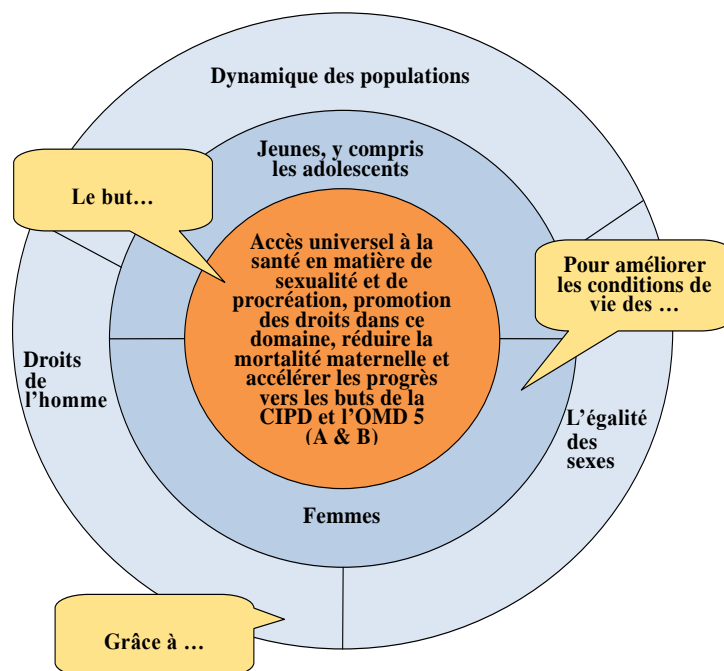 Dynamique des populations
Jeunes, y compris
les adolescents
Le but…
Accès universel à la
santé en matière de
sexualité et de
procréation, promotion
des droits dans ce
domaine, réduire la
mortalité maternelle et
accélérer les progrès
vers les buts de la
CIPD et l’OMD 5
(A & B)
Pour améliorer
les conditions de
vie des …
Droits
de
l’homme
L’égalité
des
sexes
Femmes
Grâce à …